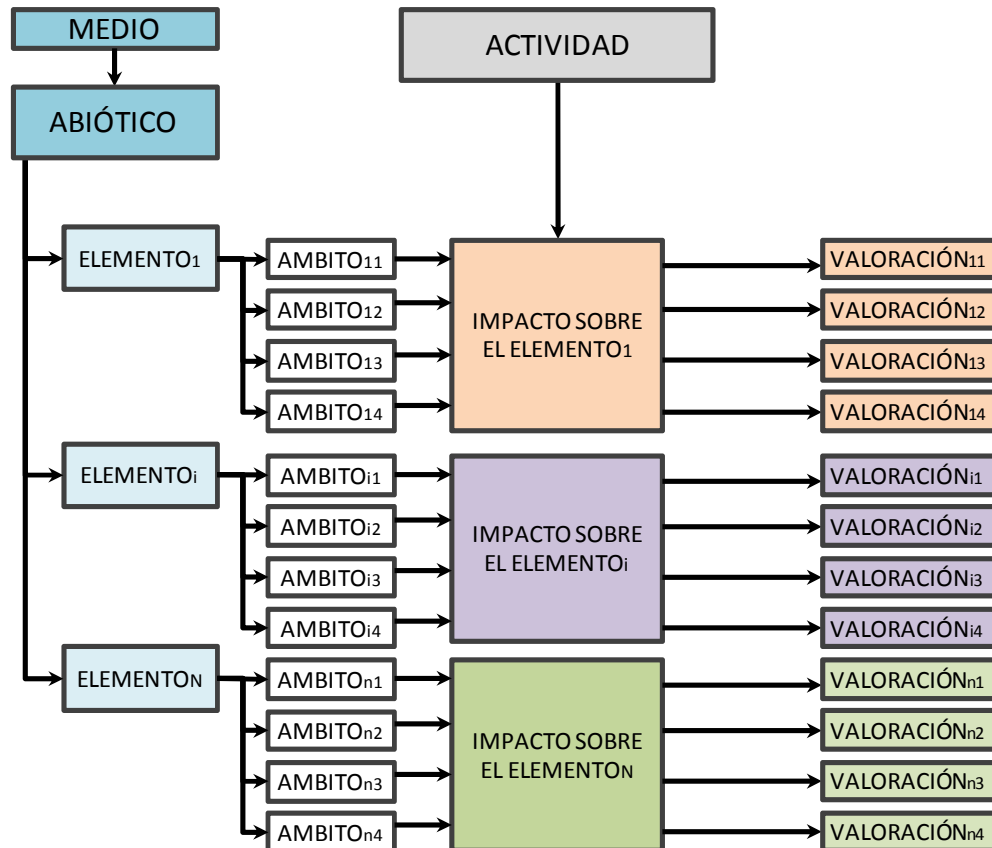 MEDIO
ACTIVIDAD
ABIÓTICO
ELEMENTO1
AMBITO11
AMBITO12
AMBITO13
AMBITO14
IMPACTO SOBRE
EL ELEMENTO1
VALORACIÓN11
VALORACIÓN12
VALORACIÓN13
VALORACIÓN14
ELEMENTOi
AMBITOi1
AMBITOi2
AMBITOi3
AMBITOi4
IMPACTO SOBRE
EL ELEMENTOi
VALORACIÓNi1
VALORACIÓNi2
VALORACIÓNi3
VALORACIÓNi4
ELEMENTON
AMBITOn1
AMBITOn2
AMBITOn3
AMBITOn4
IMPACTO SOBRE
EL ELEMENTON
VALORACIÓNn1
VALORACIÓNn2
VALORACIÓNn3
VALORACIÓNn4